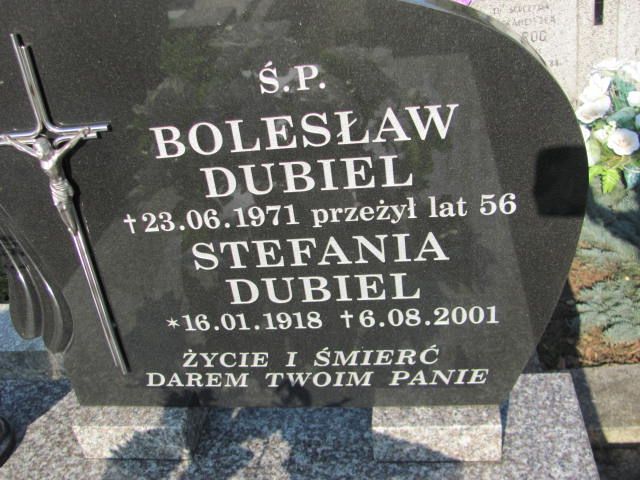 Ś.P.
BOLESŁAW
DUBIEL
†23.06.1971 przeżył lat 56
STEFANIA
DUBIEL
*16.01.1918 †6.08.2001
ŻYCIE I ŚMIERĆ
DAREM TWOIM PANIE